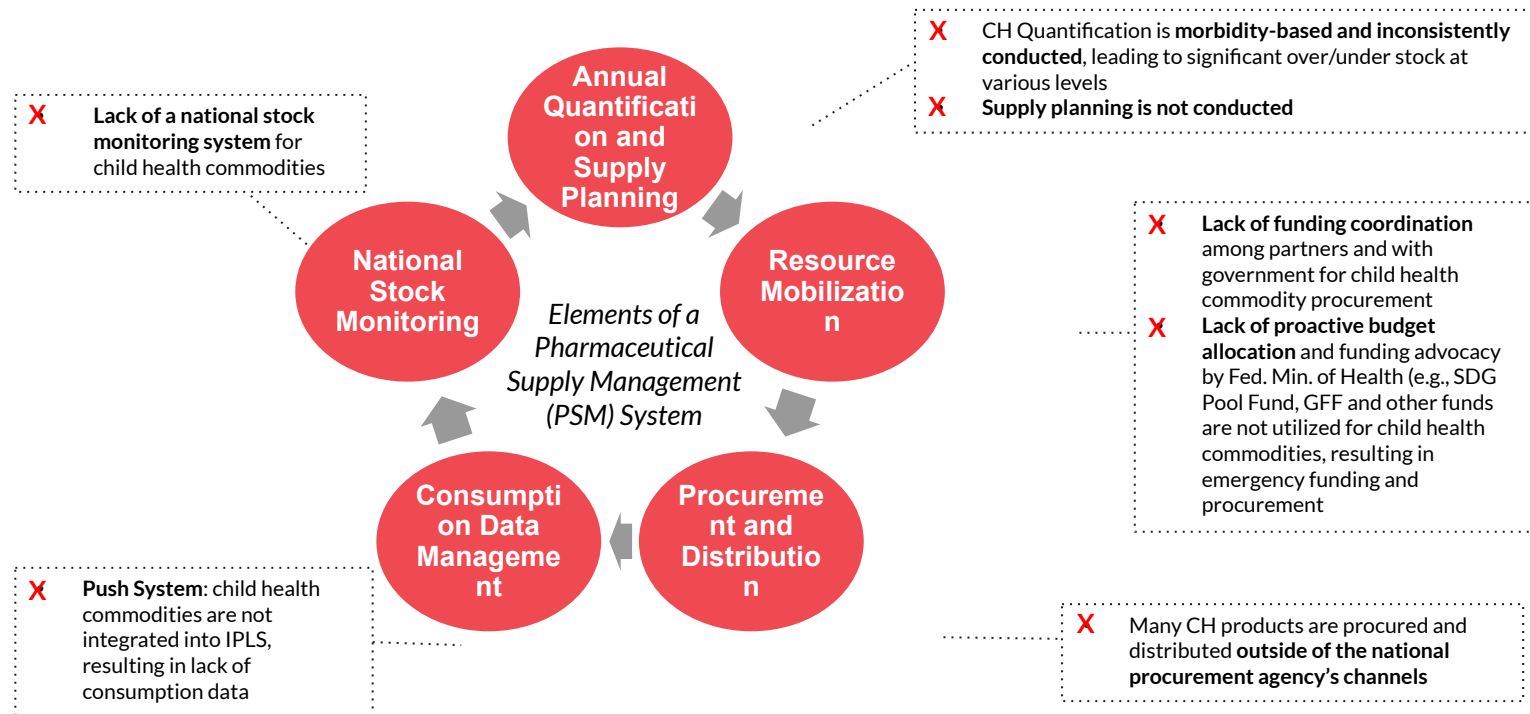 X CH Quantification is morbidity-based and inconsistently
conducted, leading to significant over/under stock at
various levels
X Supply planning is not conducted
Annual
Quantificati
on and
Supply
Planning
X Lack of a national stock
monitoring system for
child health commodities
National
Stock
Monitoring
Resource
Mobilizatio
n
X Lack of funding coordination
among partners and with
government for child health
commodity procurement
X Lack of proactive budget
allocation and funding advocacy
by Fed. Min. of Health (e.g., SDG
Pool Fund, GFF and other funds
are not utilized for child health
commodities, resulting in
emergency funding and
procurement
Elements of a
Pharmaceutical
Supply Management
(PSM) System
Consumpti
on Data
Manageme
nt
Procureme
nt and
Distributio
n
X Push System: child health
commodities are not
integrated into IPLS,
resulting in lack of
consumption data
X Many CH products are procured and
distributed outside of the national
procurement agency's channels